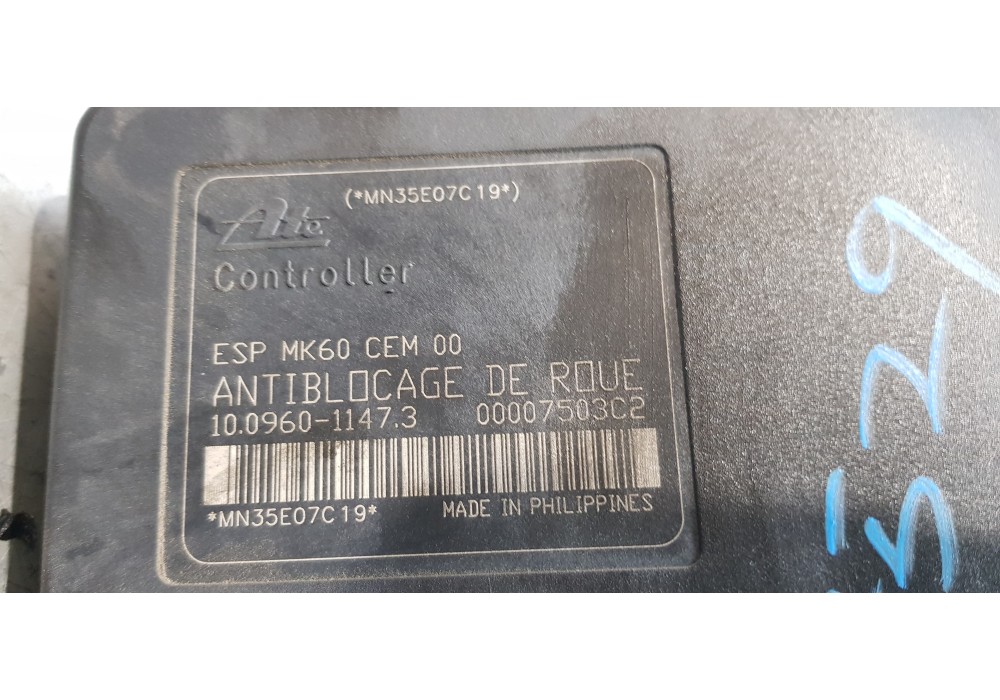 (*MN35E07C19*)
Ate
Controller
ESP MK60 CEM 00
ANTIBLOCAGE DE ROUE
10.0960-1147.3 00007503C2
*MN35E07C19*
MADE IN PHILIPPINES